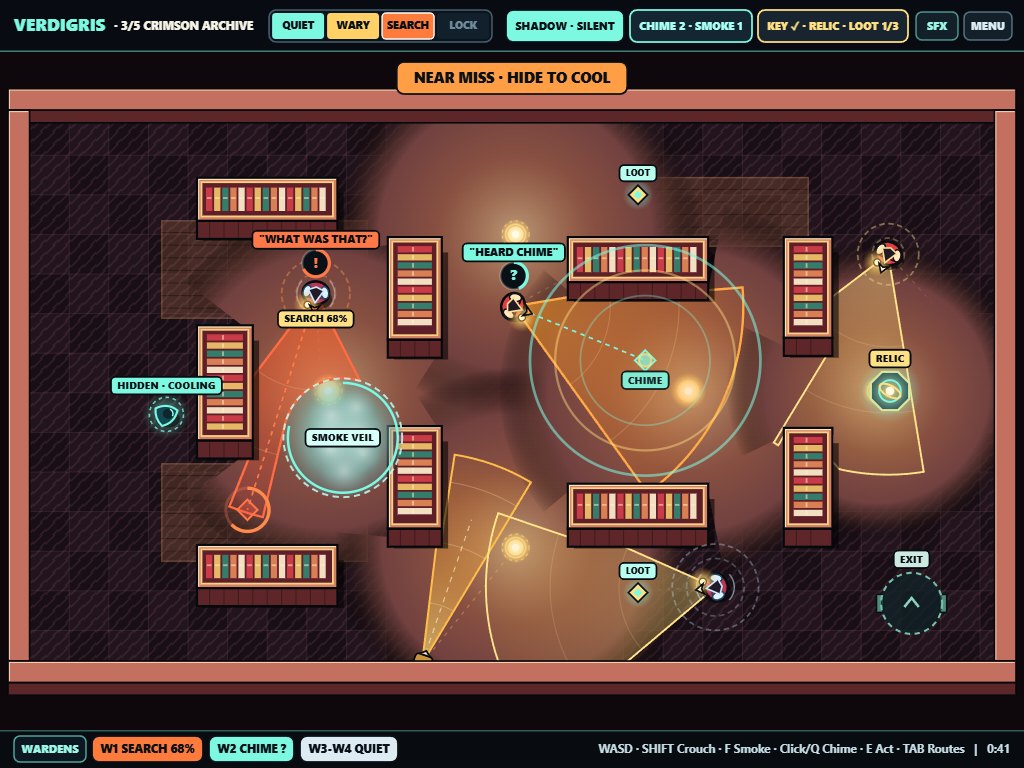 VERDIGRIS · 3/5 CRIMSON ARCHIVE QUIET WARY SEARCH LOCK SHADOW · SILENT CHIME 2 · SMOKE 1 KEY ✓ · RELIC · LOOT 1/3 SFX MENU
NEAR MISS · HIDE TO COOL
LOOT
"WHAT WAS THAT?"
!
"HEARD CHIME"
?
SEARCH 68%
RELIC
CHIME
HIDDEN · COOLING
SMOKE VEIL
EXIT
LOOT
WARDENS W1 SEARCH 68% W2 CHIME ? W3-W4 QUIET WASD · SHIFT Crouch · F Smoke · Click/Q Chime · E Act · TAB Routes | 0:41